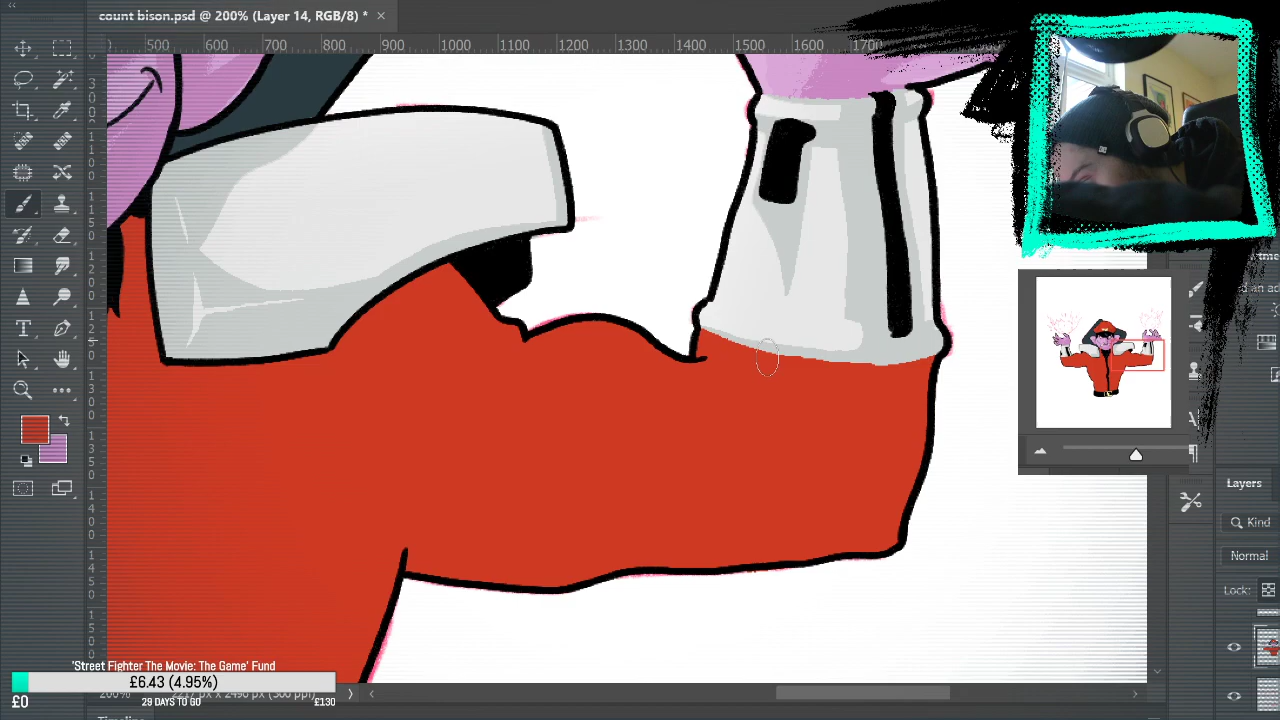 count bison.psd @ 200% (Layer 14, RGB/8) * ×
500 600 700 800 900 1000 1100 1200 1300 1400 1500 1600 1700
Layers
Kind
Normal
Lock:
'Street Fighter The Movie: The Game' Fund
£6.43 (4.95%)
£0 29 DAYS TO GO £130